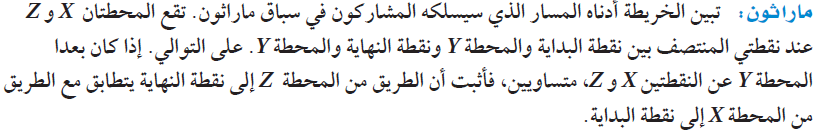 ماراثون: تبين الخريطة أدناه المسار الذي سيسلكه المشاركون في سباق ماراثون. تقع المحطتان X و Z
عند نقطتي المنتصف بين نقطة البداية والمحطة Y ونقطة النهاية والمحطة Y. على التوالي. إذا كان بعدا
المحطة Y عن النقطتين X و Z، متساويين، فأثبت أن الطريق من المحطة Z إلى نقطة النهاية يتطابق مع الطريق
من المحطة X إلى نقطة البداية.